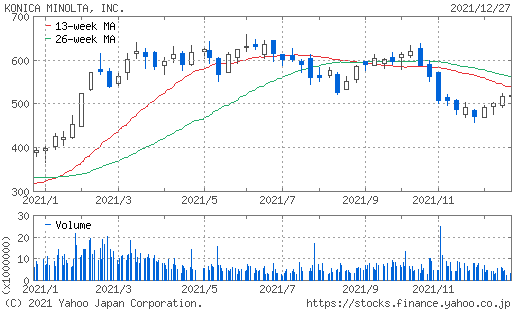 KONICA MINOLTA, INC. 2021/12/27
700
13-week MA
26-week MA
600
500
400
300
2021/1 2021/3 2021/5 2021/7 2021/9 2021/11
30
Volume
20
10
0
(x1000000)
2021/1 2021/3 2021/5 2021/7 2021/9 2021/11
(C) 2021 Yahoo Japan Corporation. https://stocks.finance.yahoo.co.jp